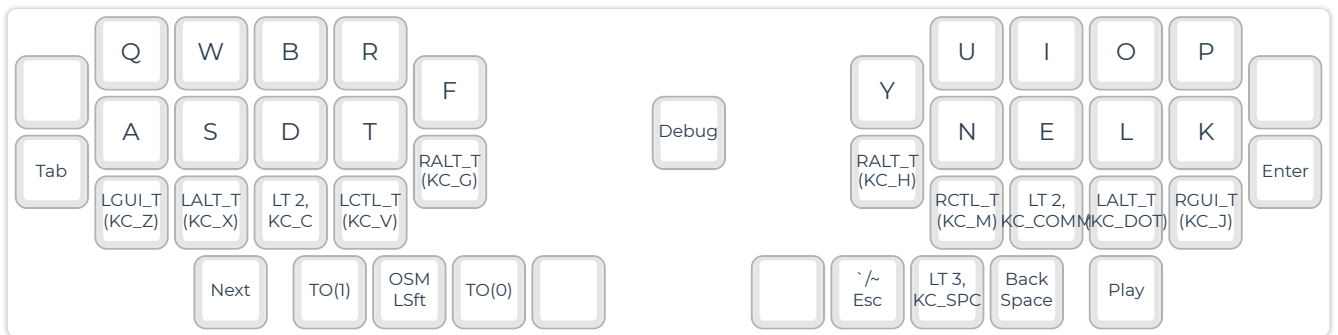 Q W B R
U I O P
F
Y
A S D T
Debug
N E L K
Tab
RALT_T
(KC_G)
RALT_T
(KC_H)
Enter
LGUI_T
(KC_Z)
LALT_T
(KC_X)
LT 2,
KC_C
LCTL_T
(KC_V)
RCTL_T
(KC_M)
LT 2,
KC_COMM
LALT_T
(KC_DOT)
RGUI_T
(KC_J)
Next
TO(1)
OSM
LSft
TO(0)
`/~
Esc
LT 3,
KC_SPC
Back
Space
Play